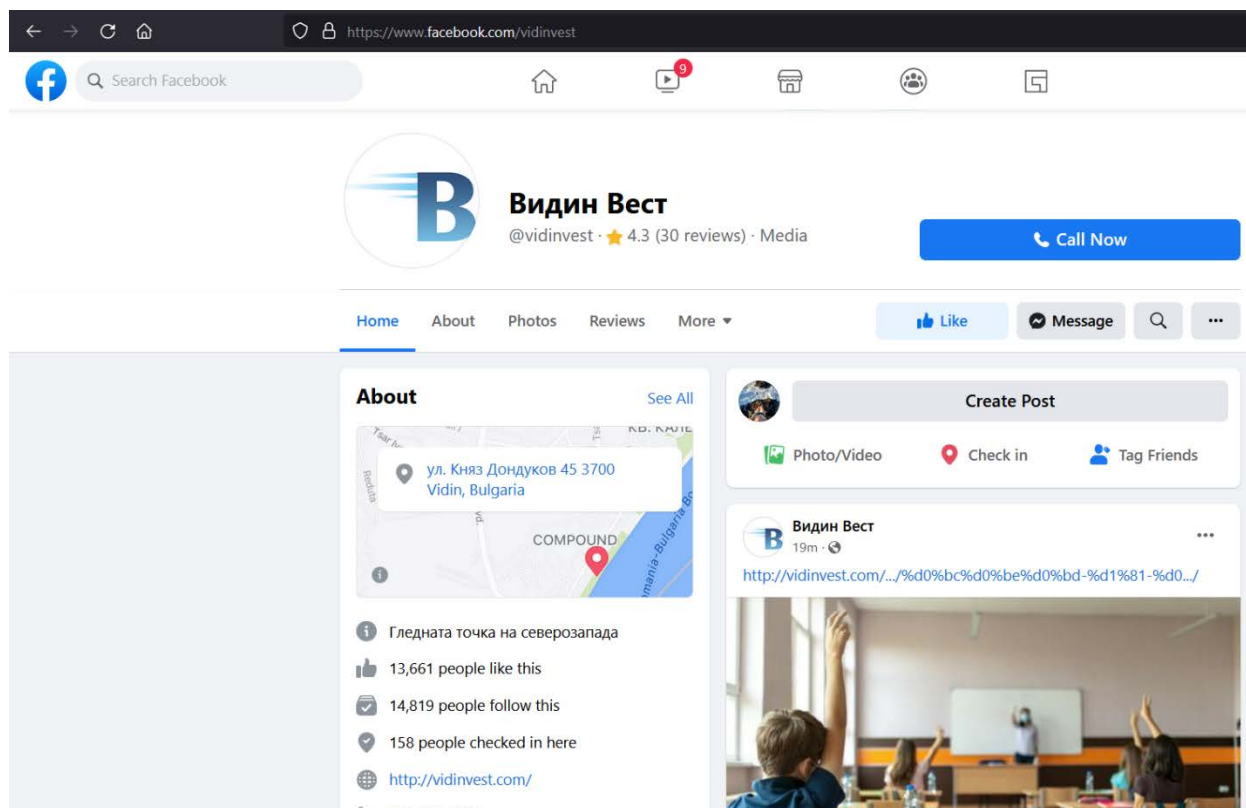 https://www.facebook.com/vidinvest
Search Facebook
9
B
Видин Вест
@vidinvest · 4.3 (30 reviews) · Media
Call Now
Home About Photos Reviews More
Like Message
About See All
ул. Княз Дондуков 45 3700
Vidin, Bulgaria
Reduta
COMPOUND
Гледната точка на северозапада
13,661 people like this
14,819 people follow this
158 people checked in here
http://vidinvest.com/
Create Post
Photo/Video Check in Tag Friends
B
Видин Вест
19m ·
http://vidinvest.com/.../%d0%bc%d0%be%d0%bd-%d1%81-%d0.../